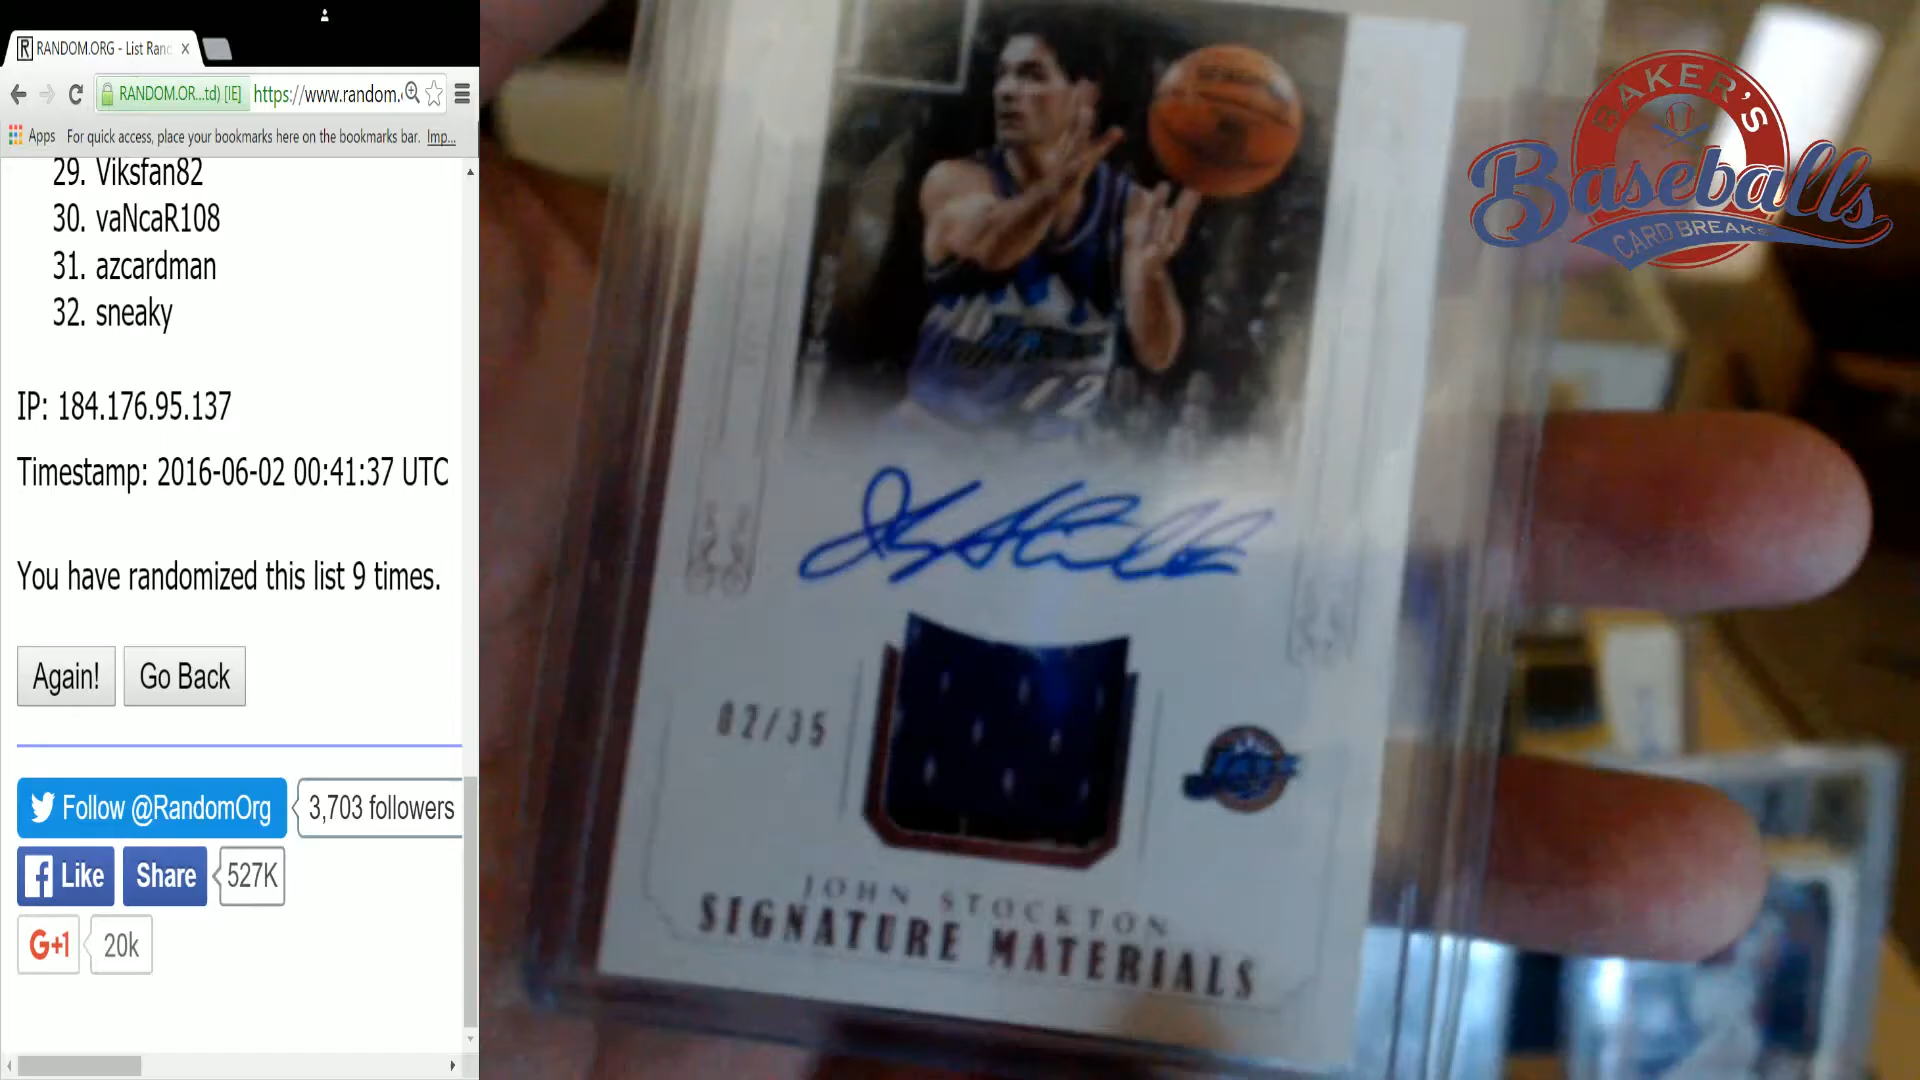 RANDOM.ORG - List Ranc
RANDOM.OR...td) [IE]
https://www.random.
Apps
For quick access, place your bookmarks here on the bookmarks bar.
Imp...
29. Viksfan82
30. vaNcaR108
31. azcardman
32. sneaky
IP: 184.176.95.137
Timestamp: 2016-06-02 00:41:37 UTC
You have randomized this list 9 times.
Again!
Go Back
Follow @RandomOrg
3,703 followers
Like
Share
527K
G+1
20k
BAKER'S
Baseballs
CARD BREAKS
12
02/35
JOHN STOCKTON
SIGNATURE MATERIALS